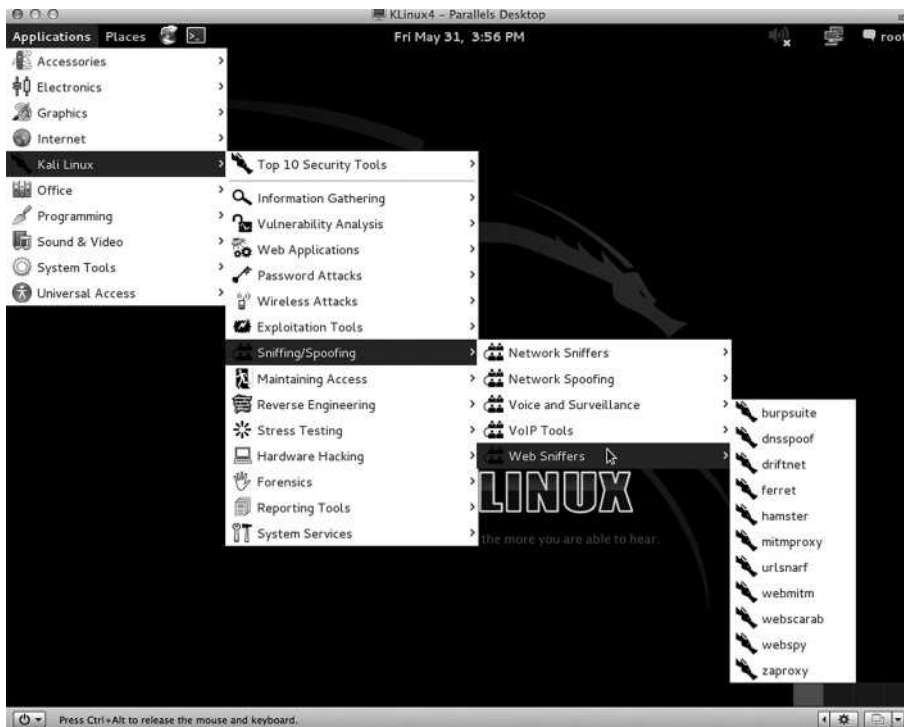 KLinux4 - Parallels Desktop
Applications Places
Fri May 31, 3:56 PM
root
Accessories
Electronics
Graphics
Internet
Kali Linux
Office
Programming
Sound & Video
System Tools
Universal Access
Top 10 Security Tools
Information Gathering
Vulnerability Analysis
Web Applications
Password Attacks
Wireless Attacks
Exploitation Tools
Sniffing/Spoofing
Maintaining Access
Reverse Engineering
Stress Testing
Hardware Hacking
Forensics
Reporting Tools
System Services
Network Sniffers
Network Spoofing
Voice and Surveillance
VoIP Tools
Web Sniffers
burpsuite
dnsspoof
driftnet
ferret
hamster
mitmproxy
urlsnarf
webmitm
webscarab
webspy
zaproxy
LINUX
the more you are able to hear.
Press Ctrl+Alt to release the mouse and keyboard.